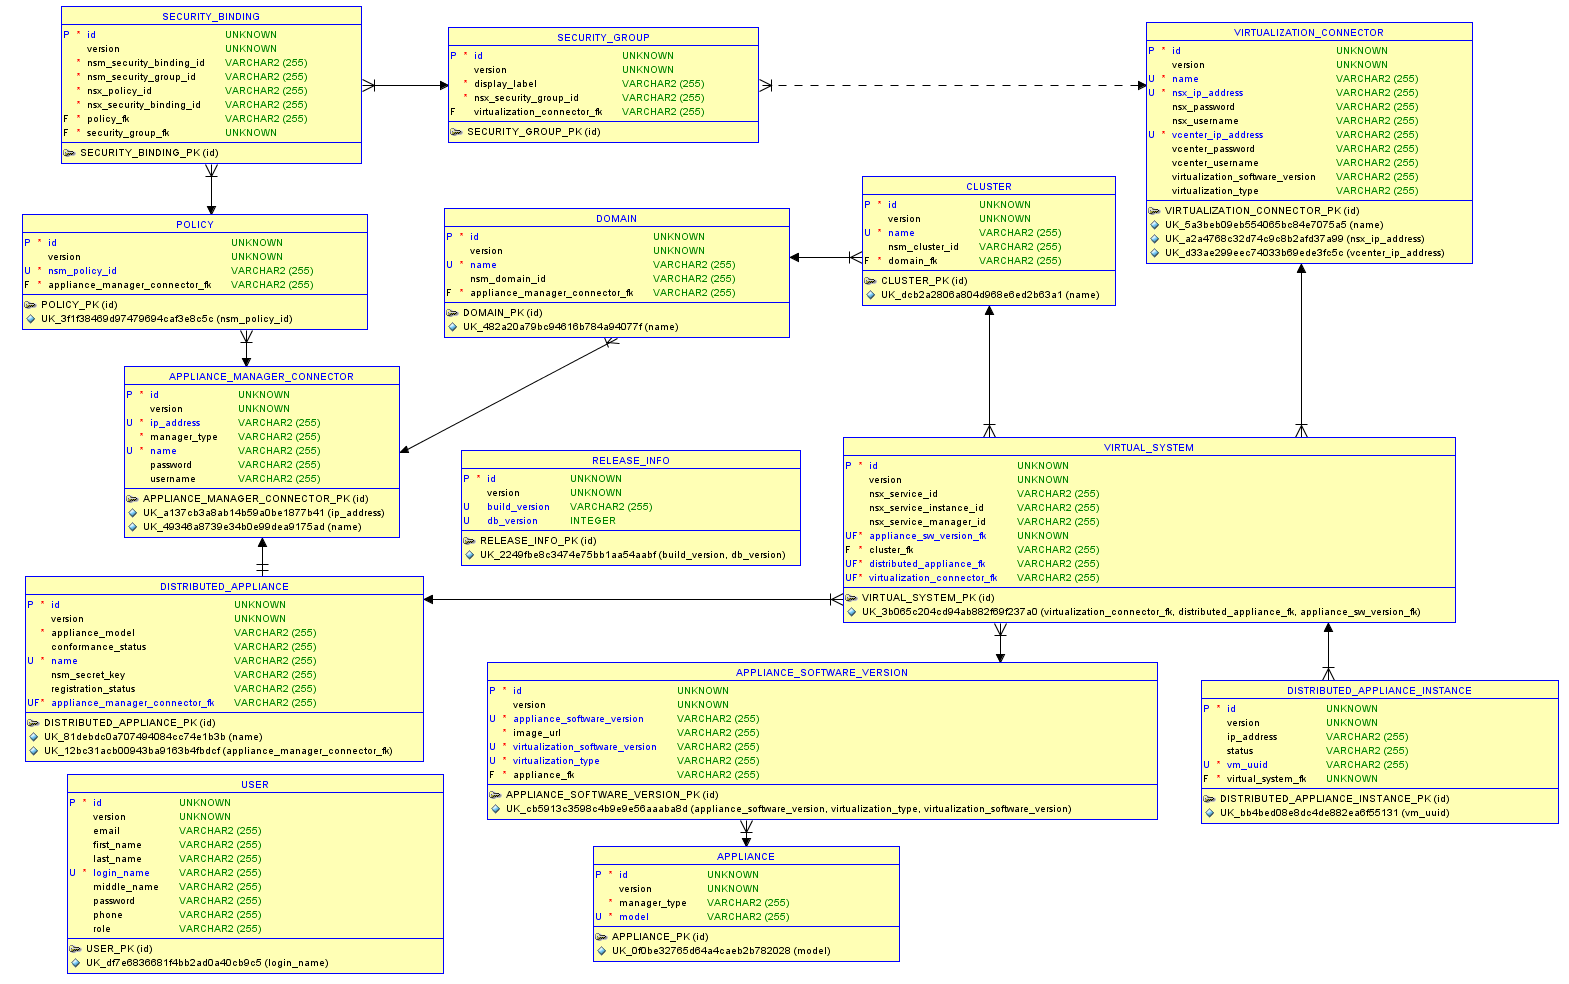 SECURITY_BINDING
P * id UNKNOWN
version UNKNOWN
* nsm_security_binding_id VARCHAR2 (255)
* nsm_security_group_id VARCHAR2 (255)
* nsx_policy_id VARCHAR2 (255)
* nsx_security_binding_id VARCHAR2 (255)
F * policy_fk VARCHAR2 (255)
F * security_group_fk UNKNOWN
SECURITY_BINDING_PK (id)
SECURITY_GROUP
P * id UNKNOWN
version UNKNOWN
* display_label VARCHAR2 (255)
* nsx_security_group_id VARCHAR2 (255)
F virtualization_connector_fk VARCHAR2 (255)
SECURITY_GROUP_PK (id)
VIRTUALIZATION_CONNECTOR
P * id UNKNOWN
version UNKNOWN
U * name VARCHAR2 (255)
U * nsx_ip_address VARCHAR2 (255)
nsx_password VARCHAR2 (255)
nsx_username VARCHAR2 (255)
U * vcenter_ip_address VARCHAR2 (255)
vcenter_password VARCHAR2 (255)
vcenter_username VARCHAR2 (255)
virtualization_software_version VARCHAR2 (255)
virtualization_type VARCHAR2 (255)
VIRTUALIZATION_CONNECTOR_PK (id)
UK_5a3beb09eb554065bc84e7075a5 (name)
UK_a2a4768c32d74c9c8b2afd37a99 (nsx_ip_address)
UK_d33ae299eec74033b69ede3fc5c (vcenter_ip_address)
POLICY
P * id UNKNOWN
version UNKNOWN
U * nsm_policy_id VARCHAR2 (255)
F * appliance_manager_connector_fk VARCHAR2 (255)
POLICY_PK (id)
UK_3f1f38469d97479694caf3e8c5c (nsm_policy_id)
DOMAIN
P * id UNKNOWN
version UNKNOWN
U * name VARCHAR2 (255)
nsm_domain_id VARCHAR2 (255)
F * appliance_manager_connector_fk VARCHAR2 (255)
DOMAIN_PK (id)
UK_482a20a79bc94616b784a94077f (name)
CLUSTER
P * id UNKNOWN
version UNKNOWN
U * name VARCHAR2 (255)
nsm_cluster_id VARCHAR2 (255)
F * domain_fk VARCHAR2 (255)
CLUSTER_PK (id)
UK_dcb2a2806a804d968e6ed2b63a1 (name)
APPLIANCE_MANAGER_CONNECTOR
P * id UNKNOWN
version UNKNOWN
U * ip_address VARCHAR2 (255)
* manager_type VARCHAR2 (255)
U * name VARCHAR2 (255)
password VARCHAR2 (255)
username VARCHAR2 (255)
APPLIANCE_MANAGER_CONNECTOR_PK (id)
UK_a137cb3a8ab14b59a0be1877b41 (ip_address)
UK_49346a8739e34b0e99dea9175ad (name)
RELEASE_INFO
P * id UNKNOWN
version UNKNOWN
U build_version VARCHAR2 (255)
U db_version INTEGER
RELEASE_INFO_PK (id)
UK_2249fbe8c3474e75bb1aa54aabf (build_version, db_version)
VIRTUAL_SYSTEM
P * id UNKNOWN
version UNKNOWN
nsx_service_id VARCHAR2 (255)
nsx_service_instance_id VARCHAR2 (255)
nsx_service_manager_id VARCHAR2 (255)
UF* appliance_sw_version_fk UNKNOWN
F * cluster_fk VARCHAR2 (255)
UF* distributed_appliance_fk VARCHAR2 (255)
UF* virtualization_connector_fk VARCHAR2 (255)
VIRTUAL_SYSTEM_PK (id)
UK_3b065c204cd94ab882f69f237a0 (virtualization_connector_fk, distributed_appliance_fk, appliance_sw_version_fk)
DISTRIBUTED_APPLIANCE
P * id UNKNOWN
version UNKNOWN
* appliance_model VARCHAR2 (255)
conformance_status VARCHAR2 (255)
U * name VARCHAR2 (255)
nsm_secret_key VARCHAR2 (255)
registration_status VARCHAR2 (255)
UF* appliance_manager_connector_fk VARCHAR2 (255)
DISTRIBUTED_APPLIANCE_PK (id)
UK_81debdc0a707494084cc74e1b3b (name)
UK_12bc31acb00943ba9163b4fbdcf (appliance_manager_connector_fk)
APPLIANCE_SOFTWARE_VERSION
P * id UNKNOWN
version UNKNOWN
U * appliance_software_version VARCHAR2 (255)
* image_url VARCHAR2 (255)
U * virtualization_software_version VARCHAR2 (255)
U * virtualization_type VARCHAR2 (255)
F * appliance_fk VARCHAR2 (255)
APPLIANCE_SOFTWARE_VERSION_PK (id)
UK_cb5913c3598c4b9e9e56aaaba8d (appliance_software_version, virtualization_type, virtualization_software_version)
DISTRIBUTED_APPLIANCE_INSTANCE
P * id UNKNOWN
version UNKNOWN
ip_address VARCHAR2 (255)
status VARCHAR2 (255)
U * vm_uuid VARCHAR2 (255)
F * virtual_system_fk UNKNOWN
DISTRIBUTED_APPLIANCE_INSTANCE_PK (id)
UK_bb4bed08e8dc4de882ea6f55131 (vm_uuid)
USER
P * id UNKNOWN
version UNKNOWN
email VARCHAR2 (255)
first_name VARCHAR2 (255)
last_name VARCHAR2 (255)
U * login_name VARCHAR2 (255)
middle_name VARCHAR2 (255)
password VARCHAR2 (255)
phone VARCHAR2 (255)
role VARCHAR2 (255)
USER_PK (id)
UK_df7e6836681f4bb2ad0a40cb9c5 (login_name)
APPLIANCE
P * id UNKNOWN
version UNKNOWN
* manager_type VARCHAR2 (255)
U * model VARCHAR2 (255)
APPLIANCE_PK (id)
UK_0f0be32765d64a4caeb2b782028 (model)